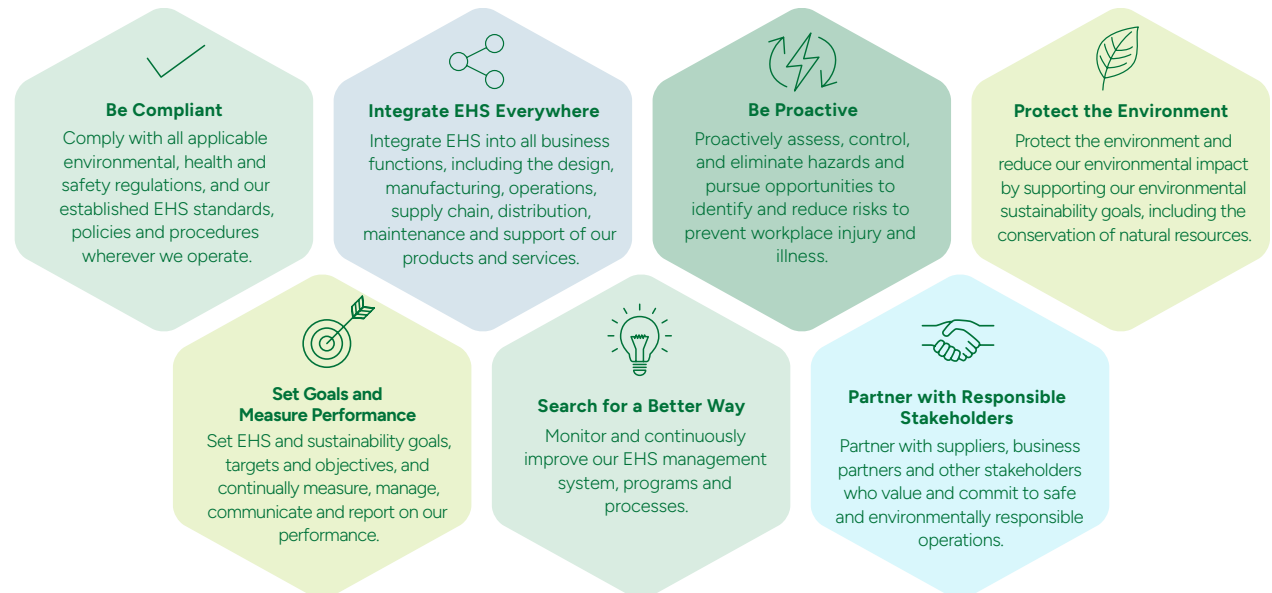 Be Compliant
Comply with all applicable
environmental, health and
safety regulations, and our
established EHS standards,
policies and procedures
wherever we operate.
Integrate EHS Everywhere
Integrate EHS into all business
functions, including the design,
manufacturing, operations,
supply chain, distribution,
maintenance and support of our
products and services.
Be Proactive
Proactively assess, control,
and eliminate hazards and
pursue opportunities to
identify and reduce risks to
prevent workplace injury and
illness.
Protect the Environment
Protect the environment and
reduce our environmental impact
by supporting our environmental
sustainability goals, including the
conservation of natural resources.
Set Goals and
Measure Performance
Set EHS and sustainability goals,
targets and objectives, and
continually measure, manage,
communicate and report on our
performance.
Search for a Better Way
Monitor and continuously
improve our EHS management
system, programs and
processes.
Partner with Responsible
Stakeholders
Partner with suppliers, business
partners and other stakeholders
who value and commit to safe
and environmentally responsible
operations.